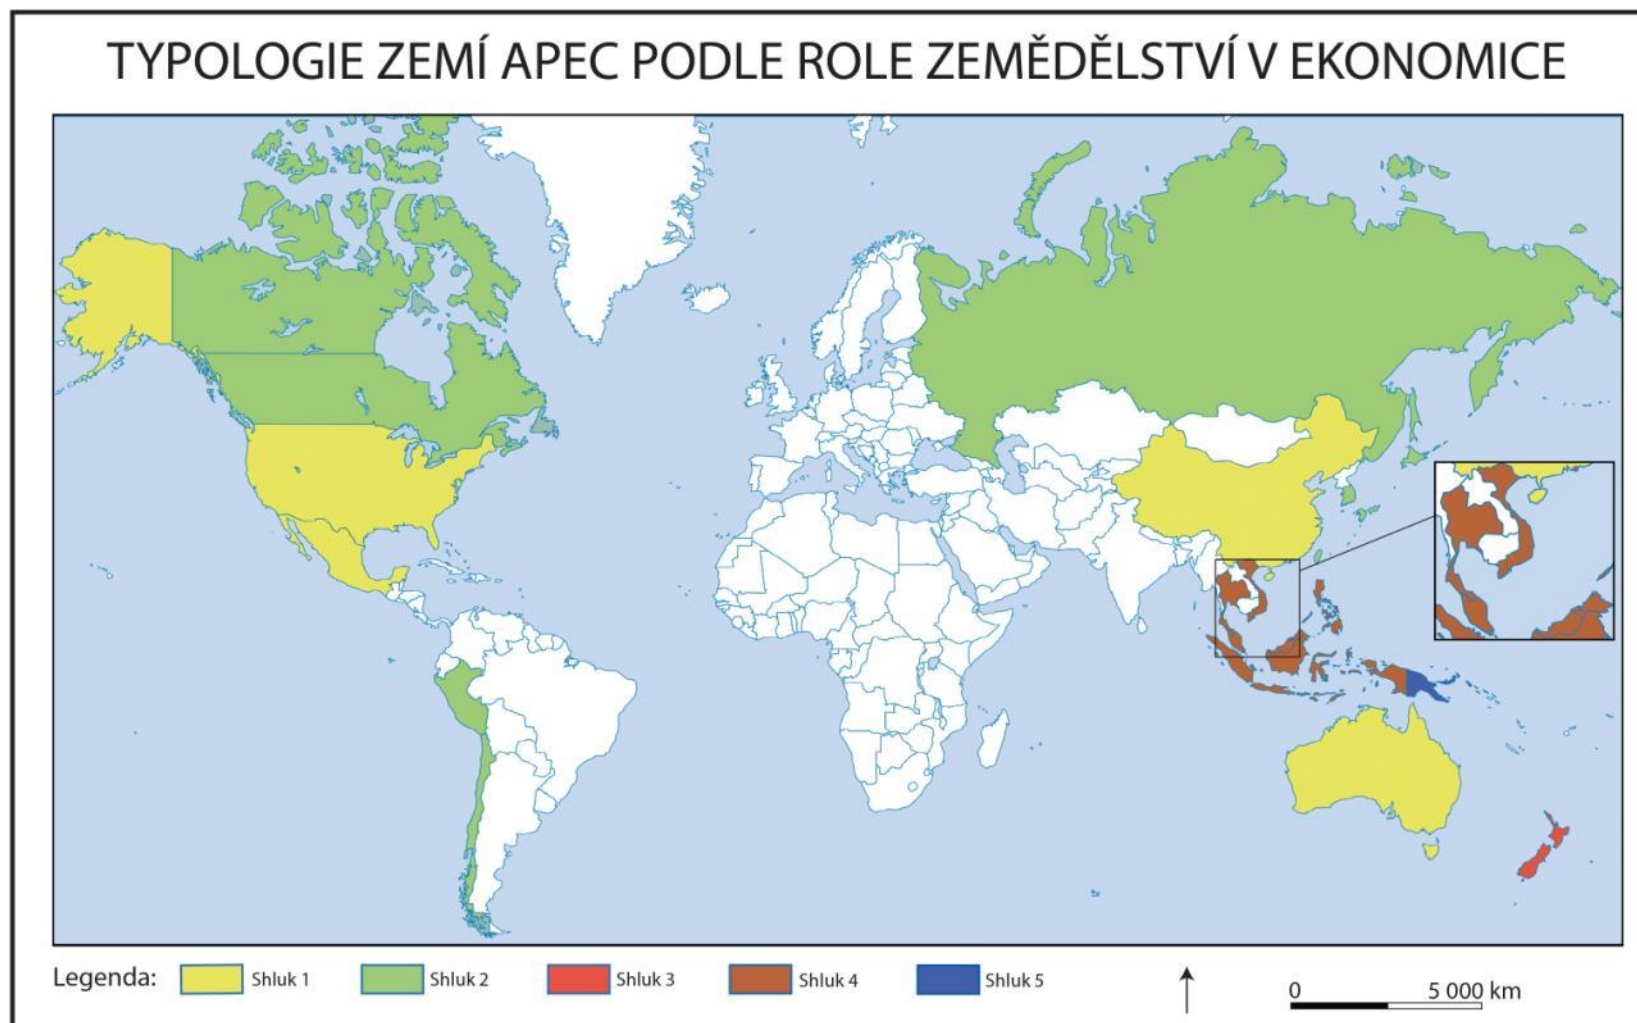 TYPOLOGIE ZEMÍ APEC PODLE ROLE ZEMĚDĚLSTVÍ V EKONOMICE
Legenda: Shluk 1 Shluk 2 Shluk 3 Shluk 4 Shluk 5 0 5 000 km